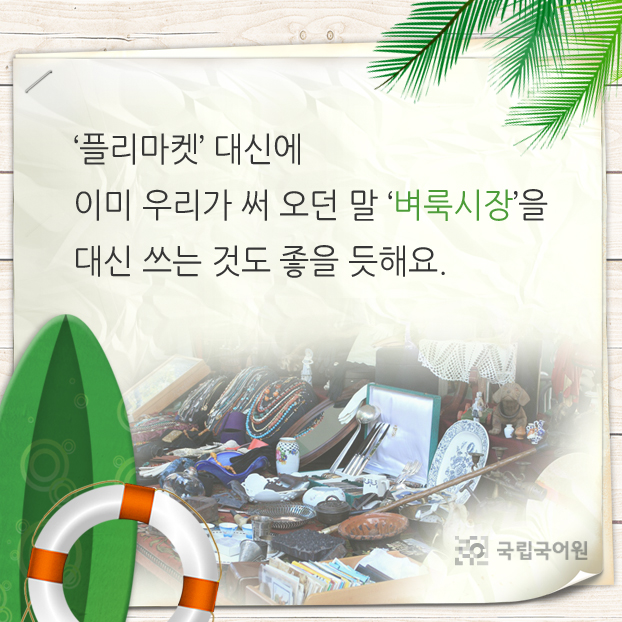 ‘플리마켓’ 대신에
이미 우리가 써 오던 말 ‘벼룩시장’을
대신 쓰는 것도 좋을 듯해요.
국립국어원